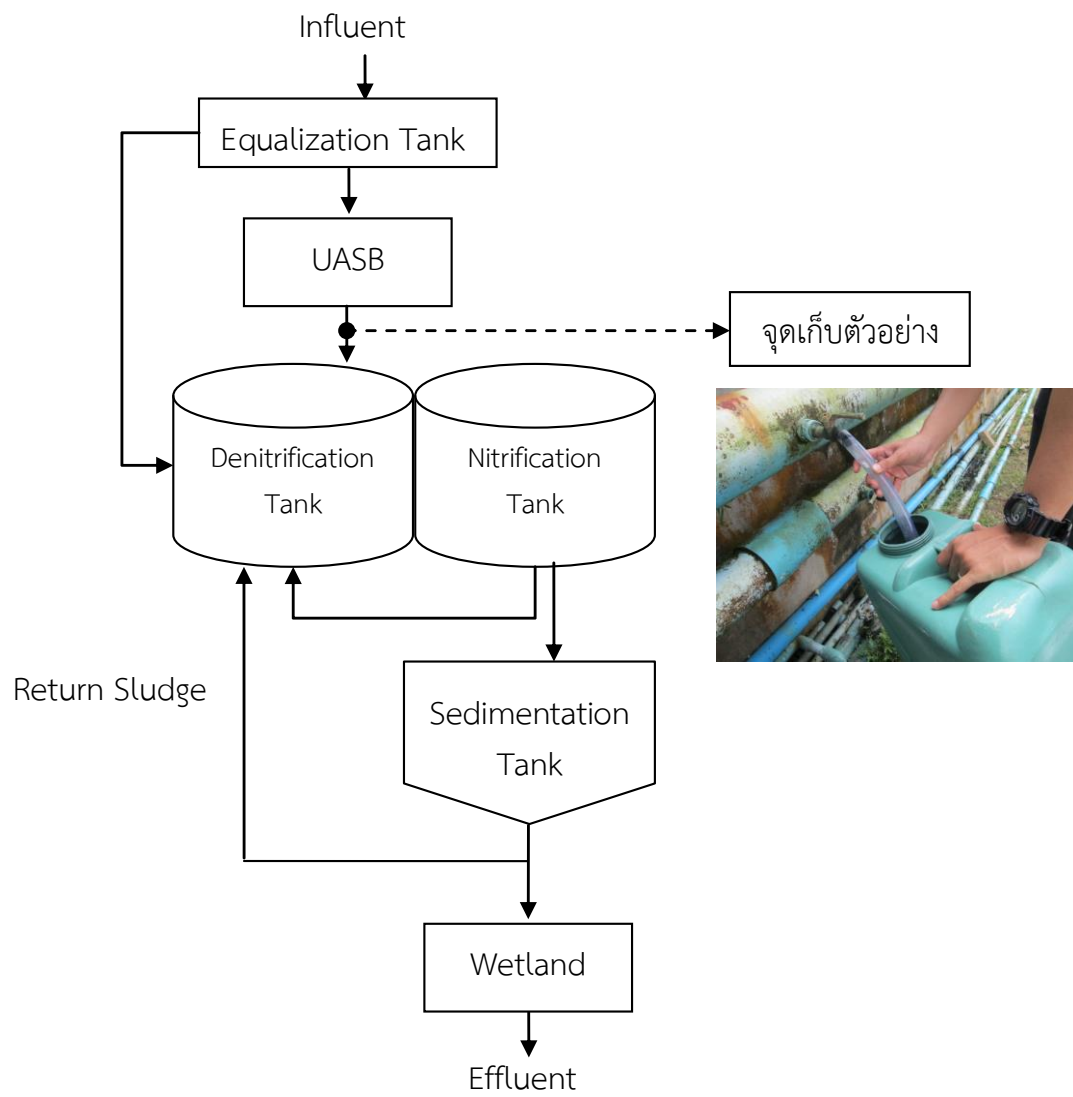 Influent
Equalization Tank
UASB
จุดเก็บตัวอย่าง
Denitrification
Tank
Nitrification
Tank
Return Sludge
Sedimentation
Tank
Wetland
Effluent